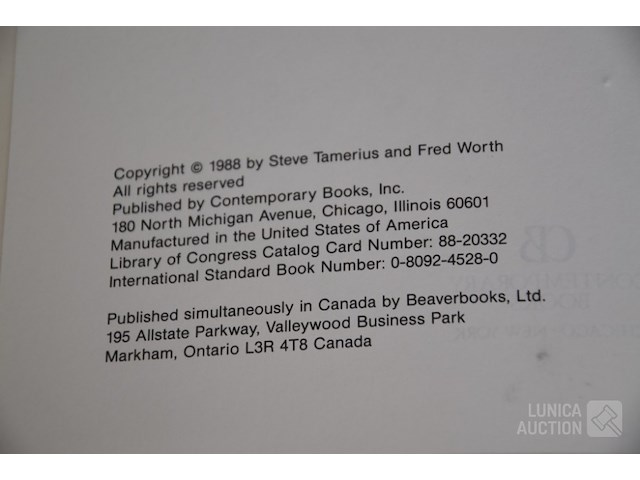 Copyright © 1988 by Steve Tamerius and Fred Worth
All rights reserved
Published by Contemporary Books, Inc.
180 North Michigan Avenue, Chicago, Illinois 60601
Manufactured in the United States of America
Library of Congress Catalog Card Number: 88-20332
International Standard Book Number: 0-8092-4528-0
Published simultaneously in Canada by Beaverbooks, Ltd.
195 Allstate Parkway, Valleywood Business Park
Markham, Ontario L3R 4T8 Canada
LUNICA
AUCTION